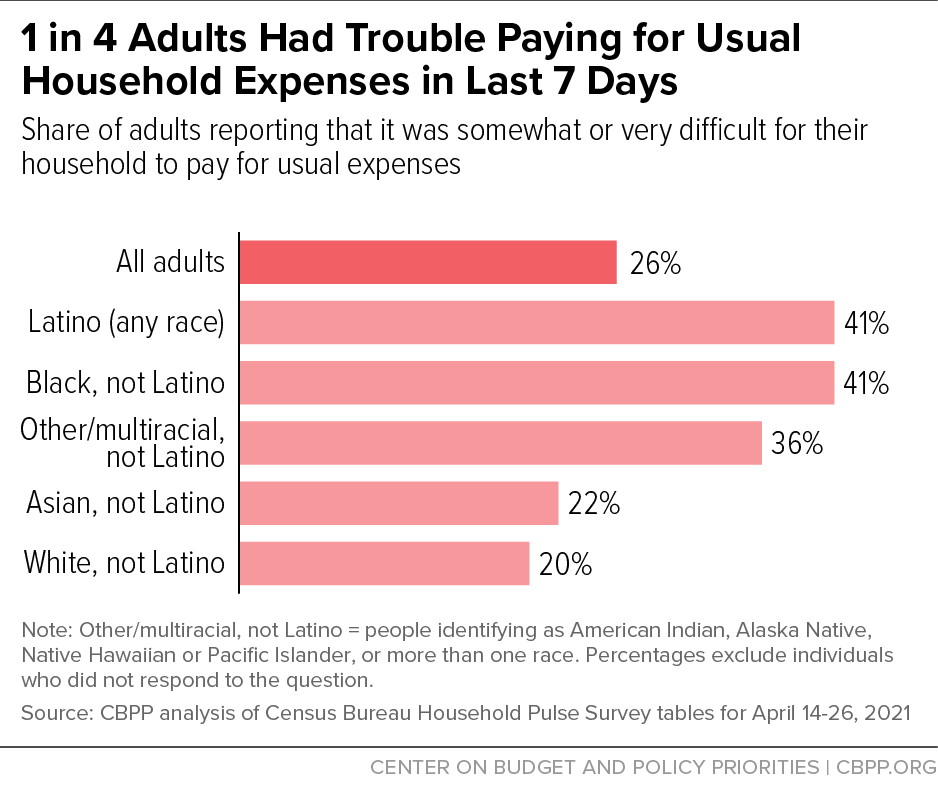 1 in 4 Adults Had Trouble Paying for Usual
Household Expenses in Last 7 Days
Share of adults reporting that it was somewhat or very difficult for their
household to pay for usual expenses
All adults
26%
Latino (any race)
41%
Black, not Latino
41%
Other/multiracial,
not Latino
36%
Asian, not Latino
22%
White, not Latino
20%
Note: Other/multiracial, not Latino = people identifying as American Indian, Alaska Native,
Native Hawaiian or Pacific Islander, or more than one race. Percentages exclude individuals
who did not respond to the question.
Source: CBPP analysis of Census Bureau Household Pulse Survey tables for April 14-26, 2021
CENTER ON BUDGET AND POLICY PRIORITIES | CBPP.ORG